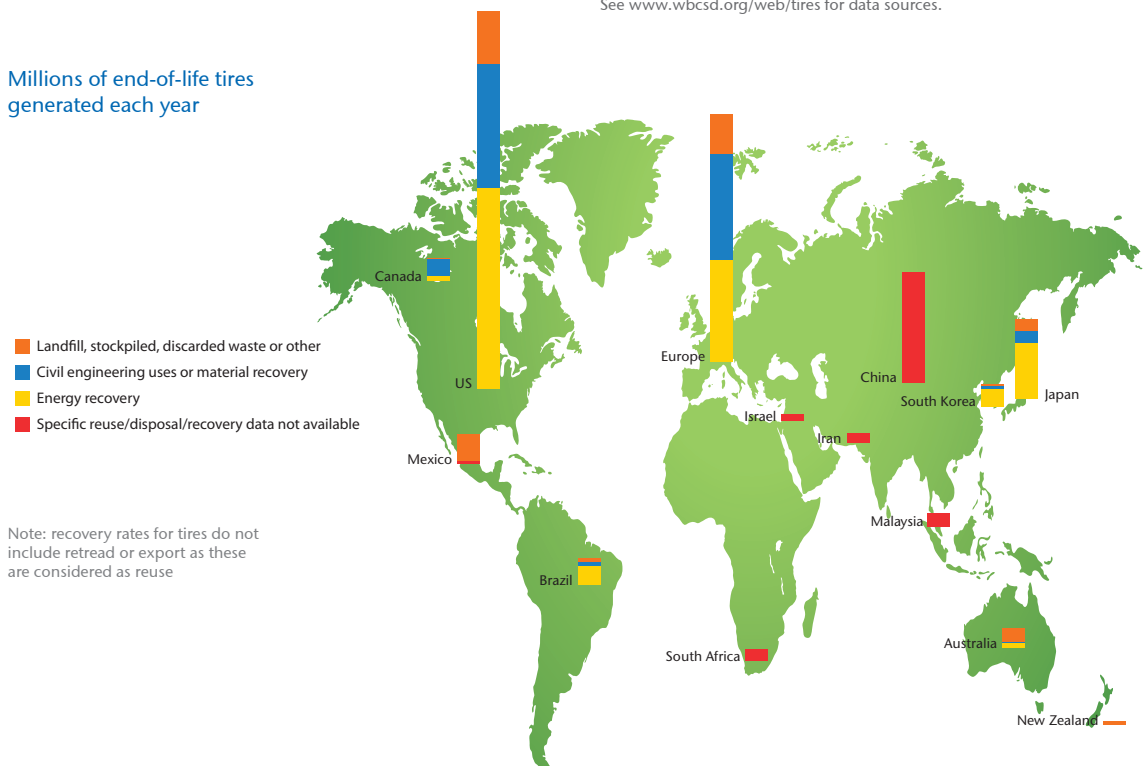 See www.wbcsd.org/web/tires for data sources.
Millions of end-of-life tires
generated each year
Canada
Landfill, stockpiled, discarded waste or other
Civil engineering uses or material recovery
Energy recovery
Specific reuse/disposal/recovery data not available
US
Europe
China
South Korea
Japan
Israel
Iran
Mexico
Malaysia
Note: recovery rates for tires do not
include retread or export as these
are considered as reuse
Brazil
South Africa
Australia
New Zealand